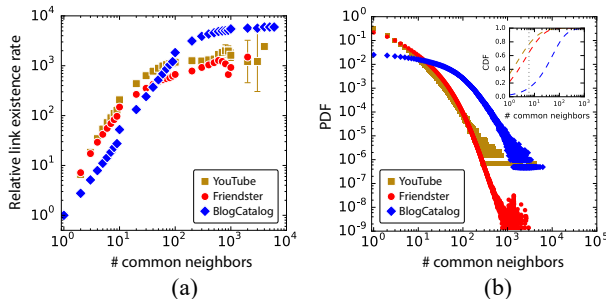 Relative link existence rate
10^4
10^3
10^2
10^1
10^0
YouTube
Friendster
BlogCatalog
10^0 10^1 10^2 10^3 10^4
# common neighbors
(a)
PDF
10^0
10^-1
10^-2
10^-3
10^-4
10^-5
10^-6
10^-7
10^-8
10^-9
YouTube
Friendster
BlogCatalog
10^0 10^1 10^2 10^3 10^4 10^5
# common neighbors
CDF
1.0
0.8
0.6
0.4
0.2
0.0
10^0 10^1 10^2 10^3
# common neighbors
(b)